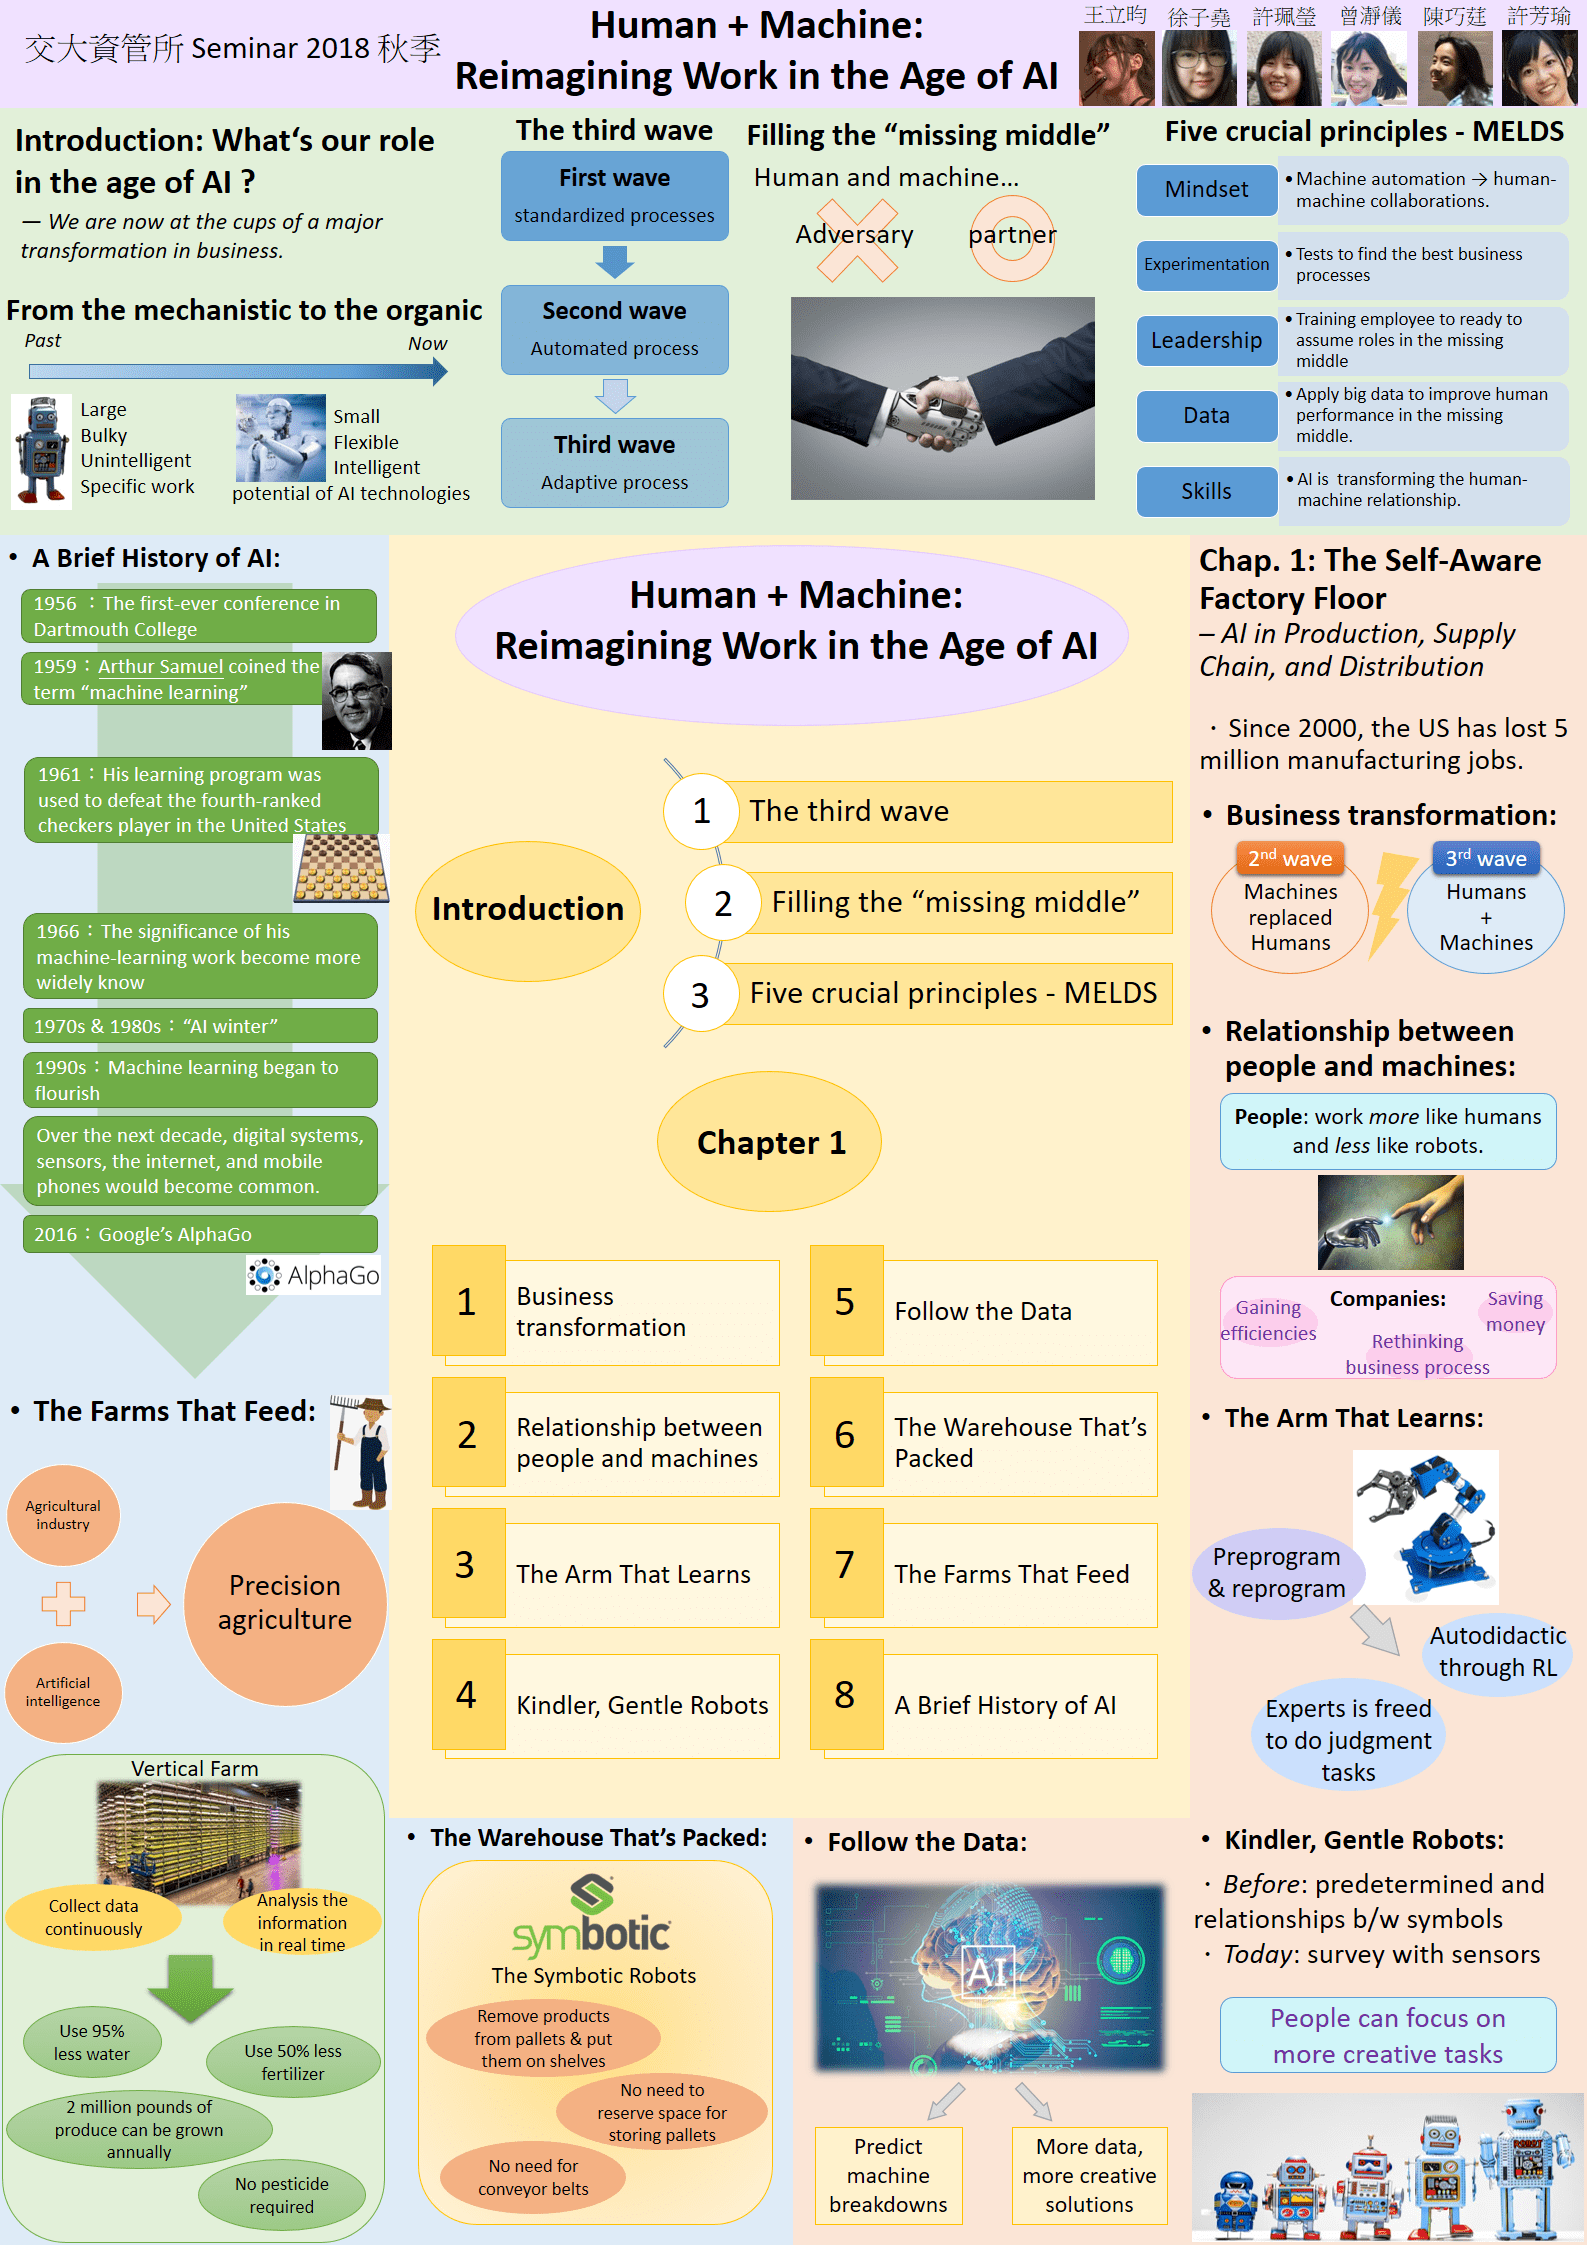 交大資管所 Seminar 2018 秋季
Human + Machine:
Reimagining Work in the Age of AI
王立昀 徐子堯 許珮瑩 曾瀞儀 陳巧莛 許芳瑜
Introduction: What‘s our role
in the age of AI ?
— We are now at the cups of a major
transformation in business.
From the mechanistic to the organic
Past
Now
Large
Bulky
Unintelligent
Specific work
Small
Flexible
Intelligent
potential of AI technologies
The third wave
First wave
standardized processes
Second wave
Automated process
Third wave
Adaptive process
Filling the “missing middle”
Human and machine...
Adversary
partner
Five crucial principles - MELDS
Mindset
• Machine automation → human-
machine collaborations.
Experimentation
• Tests to find the best business
processes
Leadership
• Training employee to ready to
assume roles in the missing
middle
Data
• Apply big data to improve human
performance in the missing
middle.
Skills
• AI is transforming the human-
machine relationship.
• A Brief History of AI:
1956 ：The first-ever conference in
Dartmouth College
1959：Arthur Samuel coined the
term “machine learning”
1961：His learning program was
used to defeat the fourth-ranked
checkers player in the United States
1966：The significance of his
machine-learning work become more
widely know
1970s & 1980s：“AI winter”
1990s：Machine learning began to
flourish
Over the next decade, digital systems,
sensors, the internet, and mobile
phones would become common.
2016：Google’s AlphaGo
AlphaGo
• The Farms That Feed:
Agricultural
industry
Artificial
intelligence
Precision
agriculture
Vertical Farm
Collect data
continuously
Analysis the
information
in real time
Use 95%
less water
Use 50% less
fertilizer
2 million pounds of
produce can be grown
annually
No pesticide
required
Human + Machine:
Reimagining Work in the Age of AI
Introduction
1 The third wave
2 Filling the “missing middle”
3 Five crucial principles - MELDS
Chapter 1
1
Business
transformation
2
Relationship between
people and machines
3
The Arm That Learns
4
Kindler, Gentle Robots
5
Follow the Data
6
The Warehouse That’s
Packed
7
The Farms That Feed
8
A Brief History of AI
• The Warehouse That’s Packed:
symbotic
The Symbotic Robots
Remove products
from pallets & put
them on shelves
No need to
reserve space for
storing pallets
No need for
conveyor belts
• Follow the Data:
AI
Predict
machine
breakdowns
More data,
more creative
solutions
Chap. 1: The Self-Aware
Factory Floor
– AI in Production, Supply
Chain, and Distribution
· Since 2000, the US has lost 5
million manufacturing jobs.
• Business transformation:
2nd wave
Machines
replaced
Humans
3rd wave
Humans
+
Machines
• Relationship between
people and machines:
People: work more like humans
and less like robots.
Companies:
Gaining
efficiencies
Saving
money
Rethinking
business process
• The Arm That Learns:
Preprogram
& reprogram
Autodidactic
through RL
Experts is freed
to do judgment
tasks
• Kindler, Gentle Robots:
· Before: predetermined and
relationships b/w symbols
· Today: survey with sensors
People can focus on
more creative tasks